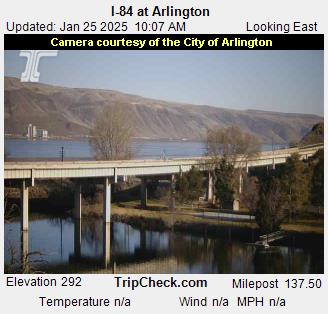 I-84 at Arlington
Updated: Jan 25 2025 10:07 AM Looking East
Camera courtesy of the City of Arlington
Elevation 292 TripCheck.com Milepost 137.50
Temperature n/a Wind n/a MPH n/a